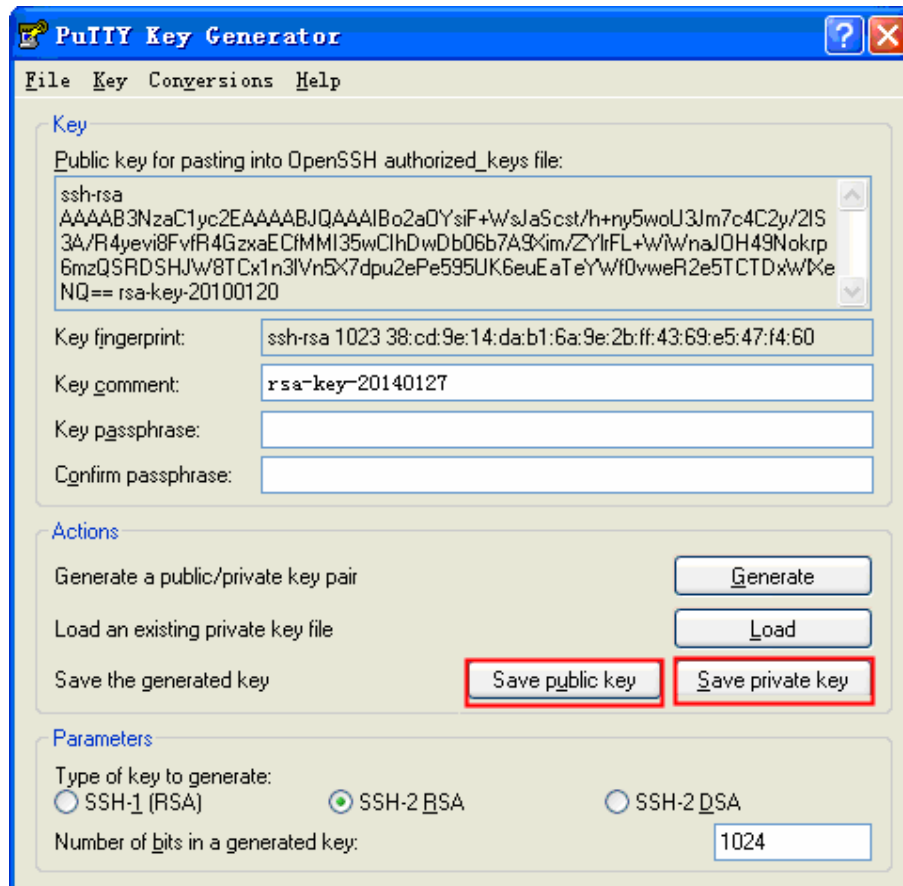 PuTTY Key Generator
File Key Conversions Help
Key
Public key for pasting into OpenSSH authorized_keys file:
ssh-rsa
AAAAB3NzaC1yc2EAAAABJQAAAIBo2aOYsiF+WsJaScst/h+ny5woU3Jm7c4C2y/2IS
3A/R4yevi8FvfR4GzxaECfMMI35wClhDwDb06b7A9Xim/ZYlrFL+WiWnaJOH49Nokrp
6mzQSRDSHJW8TCx1n3lVn5X7dpu2ePe595UK6euEaTeYWf0vweR2e5TCTDxWlXe
NQ== rsa-key-20100120
Key fingerprint: ssh-rsa 1023 38:cd:9e:14:da:b1:6a:9e:2b:ff:43:69:e5:47:f4:60
Key comment: rsa-key-20140127
Key passphrase:
Confirm passphrase:
Actions
Generate a public/private key pair Generate
Load an existing private key file Load
Save the generated key Save public key Save private key
Parameters
Type of key to generate:
SSH-1 (RSA) SSH-2 RSA SSH-2 DSA
Number of bits in a generated key: 1024